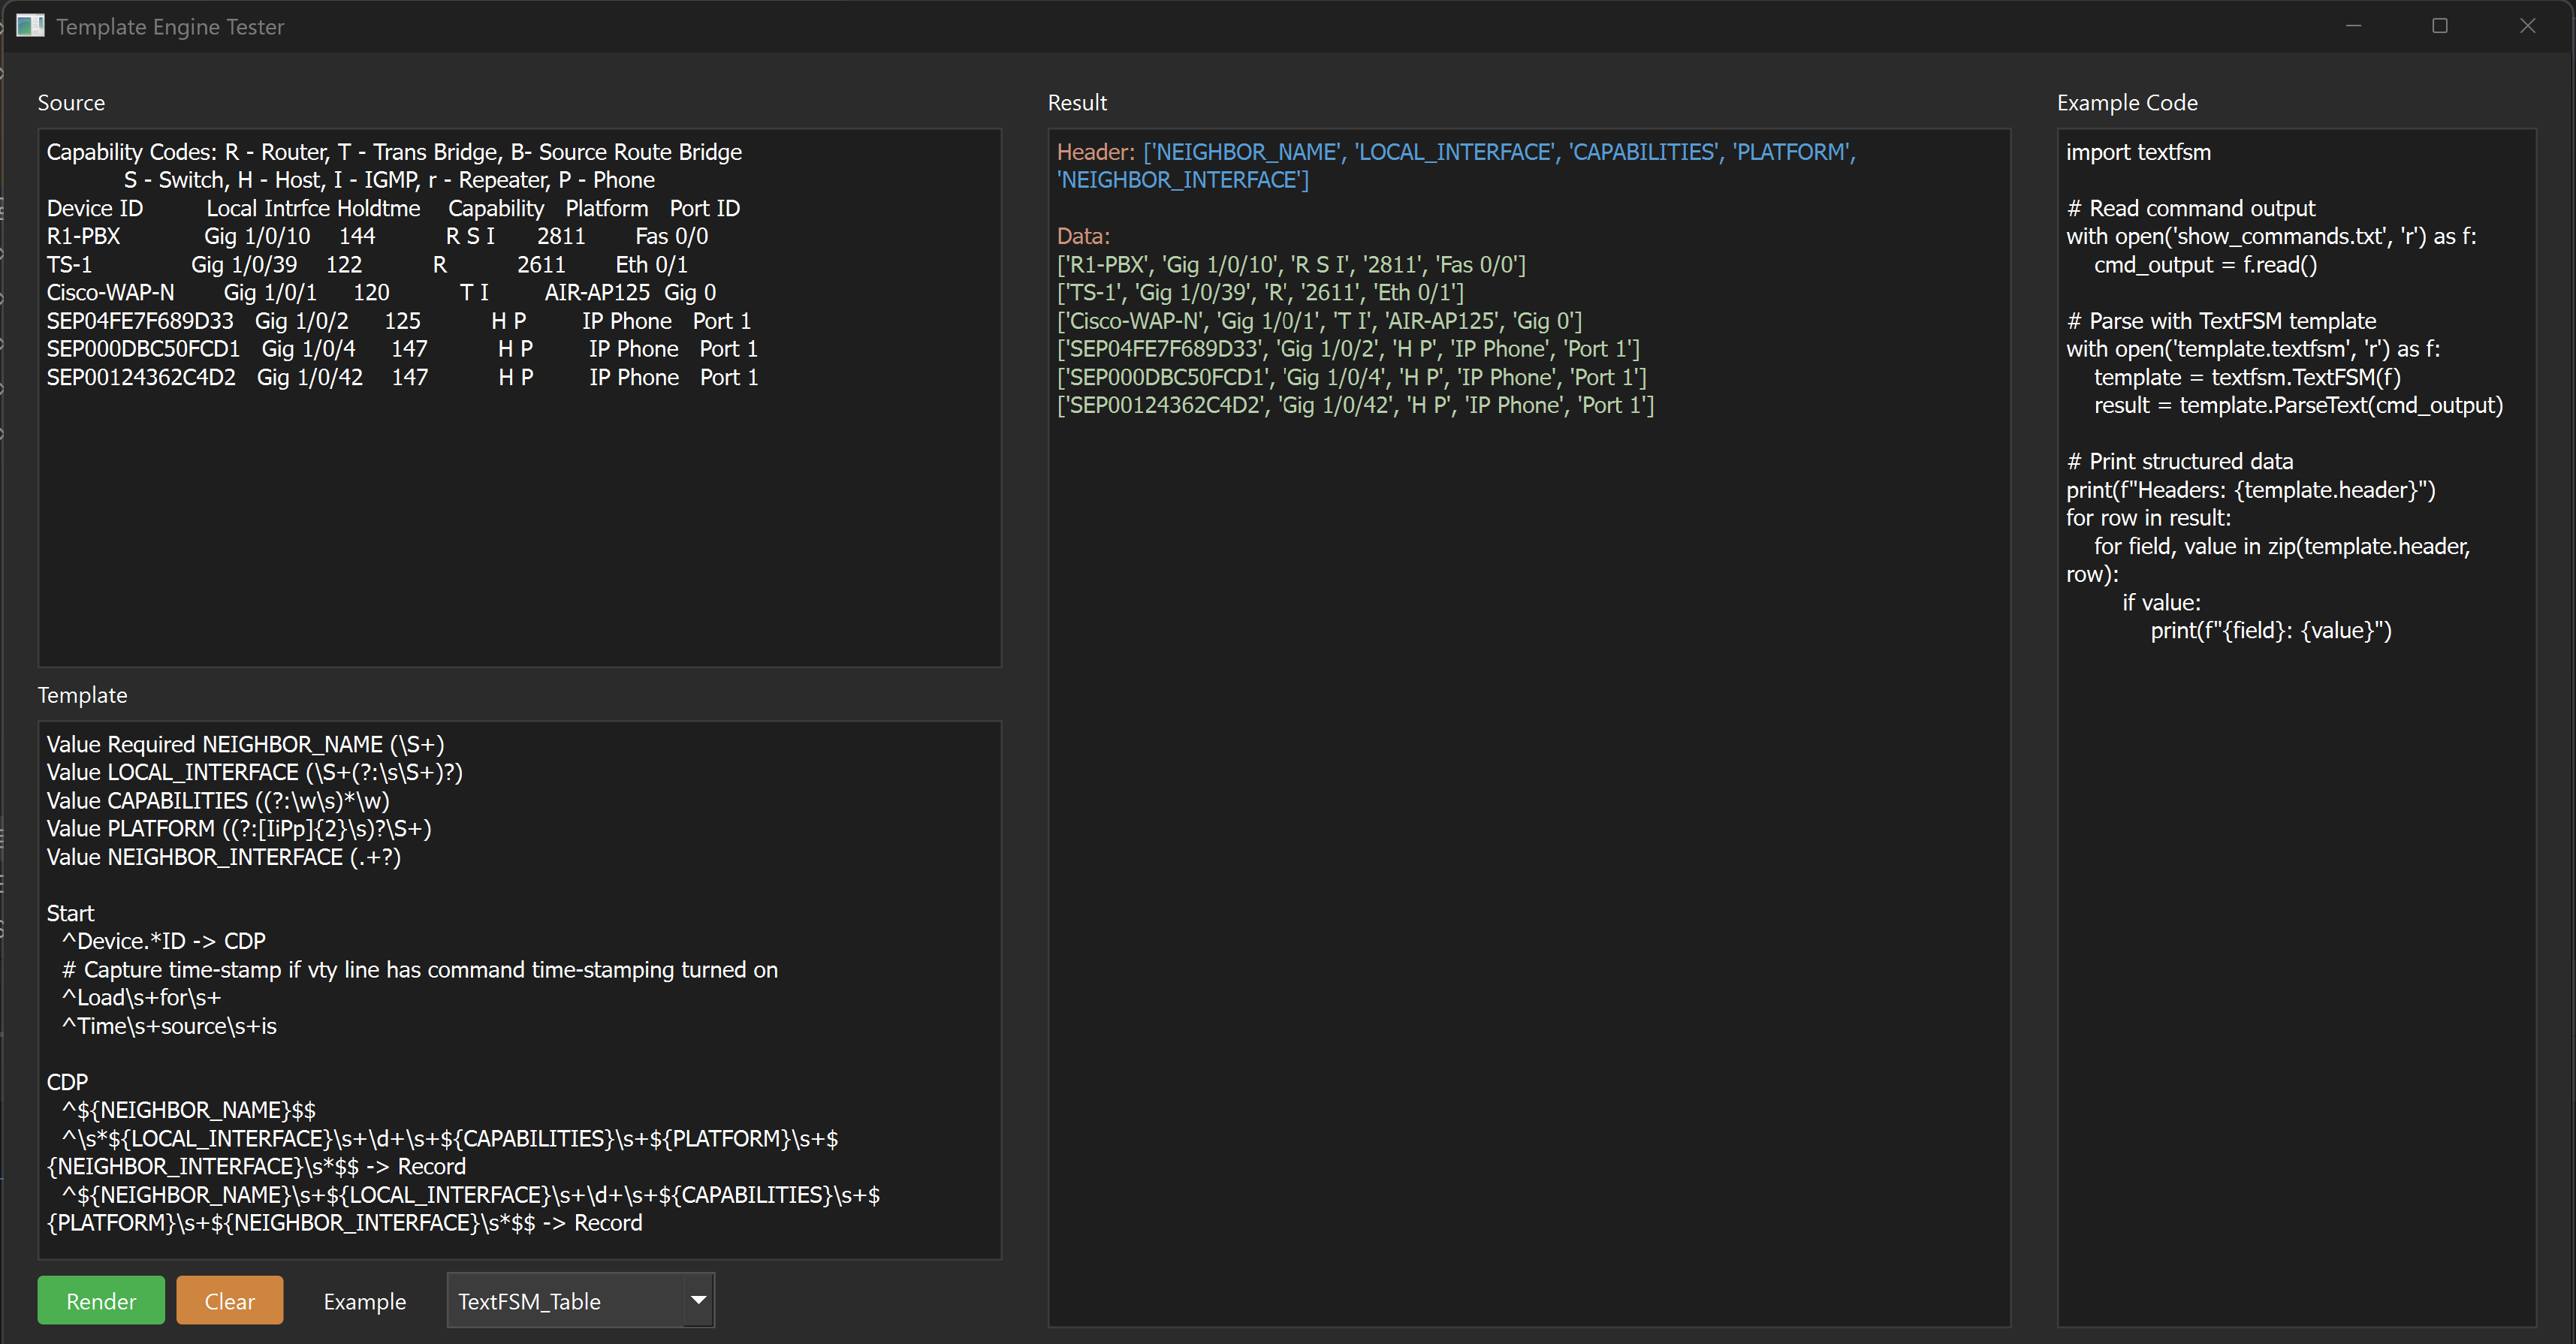 Template Engine Tester
Source
Capability Codes: R - Router, T - Trans Bridge, B- Source Route Bridge
S - Switch, H - Host, I - IGMP, r - Repeater, P - Phone
Device ID Local Intrfce Holdtme Capability Platform Port ID
R1-PBX Gig 1/0/10 144 R S I 2811 Fas 0/0
TS-1 Gig 1/0/39 122 R 2611 Eth 0/1
Cisco-WAP-N Gig 1/0/1 120 T I AIR-AP125 Gig 0
SEP04FE7F689D33 Gig 1/0/2 125 H P IP Phone Port 1
SEP000DBC50FCD1 Gig 1/0/4 147 H P IP Phone Port 1
SEP00124362C4D2 Gig 1/0/42 147 H P IP Phone Port 1
Template
Value Required NEIGHBOR_NAME (\S+)
Value LOCAL_INTERFACE (\S+(?:\s\S+)?)
Value CAPABILITIES ((?:\w\s)*\w)
Value PLATFORM ((?:[IiPp]{2}\s)?\S+)
Value NEIGHBOR_INTERFACE (.+?)
Start
^Device.*ID -> CDP
# Capture time-stamp if vty line has command time-stamping turned on
^Load\s+for\s+
^Time\s+source\s+is
CDP
^${NEIGHBOR_NAME}$$
^\s*${LOCAL_INTERFACE}\s+\d+\s+${CAPABILITIES}\s+${PLATFORM}\s+$
{NEIGHBOR_INTERFACE}\s*$$ -> Record
^${NEIGHBOR_NAME}\s+${LOCAL_INTERFACE}\s+\d+\s+${CAPABILITIES}\s+$
{PLATFORM}\s+${NEIGHBOR_INTERFACE}\s*$$ -> Record
Render
Clear
Example
TextFSM_Table
Result
Header: ['NEIGHBOR_NAME', 'LOCAL_INTERFACE', 'CAPABILITIES', 'PLATFORM',
'NEIGHBOR_INTERFACE']
Data:
['R1-PBX', 'Gig 1/0/10', 'R S I', '2811', 'Fas 0/0']
['TS-1', 'Gig 1/0/39', 'R', '2611', 'Eth 0/1']
['Cisco-WAP-N', 'Gig 1/0/1', 'T I', 'AIR-AP125', 'Gig 0']
['SEP04FE7F689D33', 'Gig 1/0/2', 'H P', 'IP Phone', 'Port 1']
['SEP000DBC50FCD1', 'Gig 1/0/4', 'H P', 'IP Phone', 'Port 1']
['SEP00124362C4D2', 'Gig 1/0/42', 'H P', 'IP Phone', 'Port 1']
Example Code
import textfsm
# Read command output
with open('show_commands.txt', 'r') as f:
cmd_output = f.read()
# Parse with TextFSM template
with open('template.textfsm', 'r') as f:
template = textfsm.TextFSM(f)
result = template.ParseText(cmd_output)
# Print structured data
print(f"Headers: {template.header}")
for row in result:
for field, value in zip(template.header,
row):
if value:
print(f"{field}: {value}")